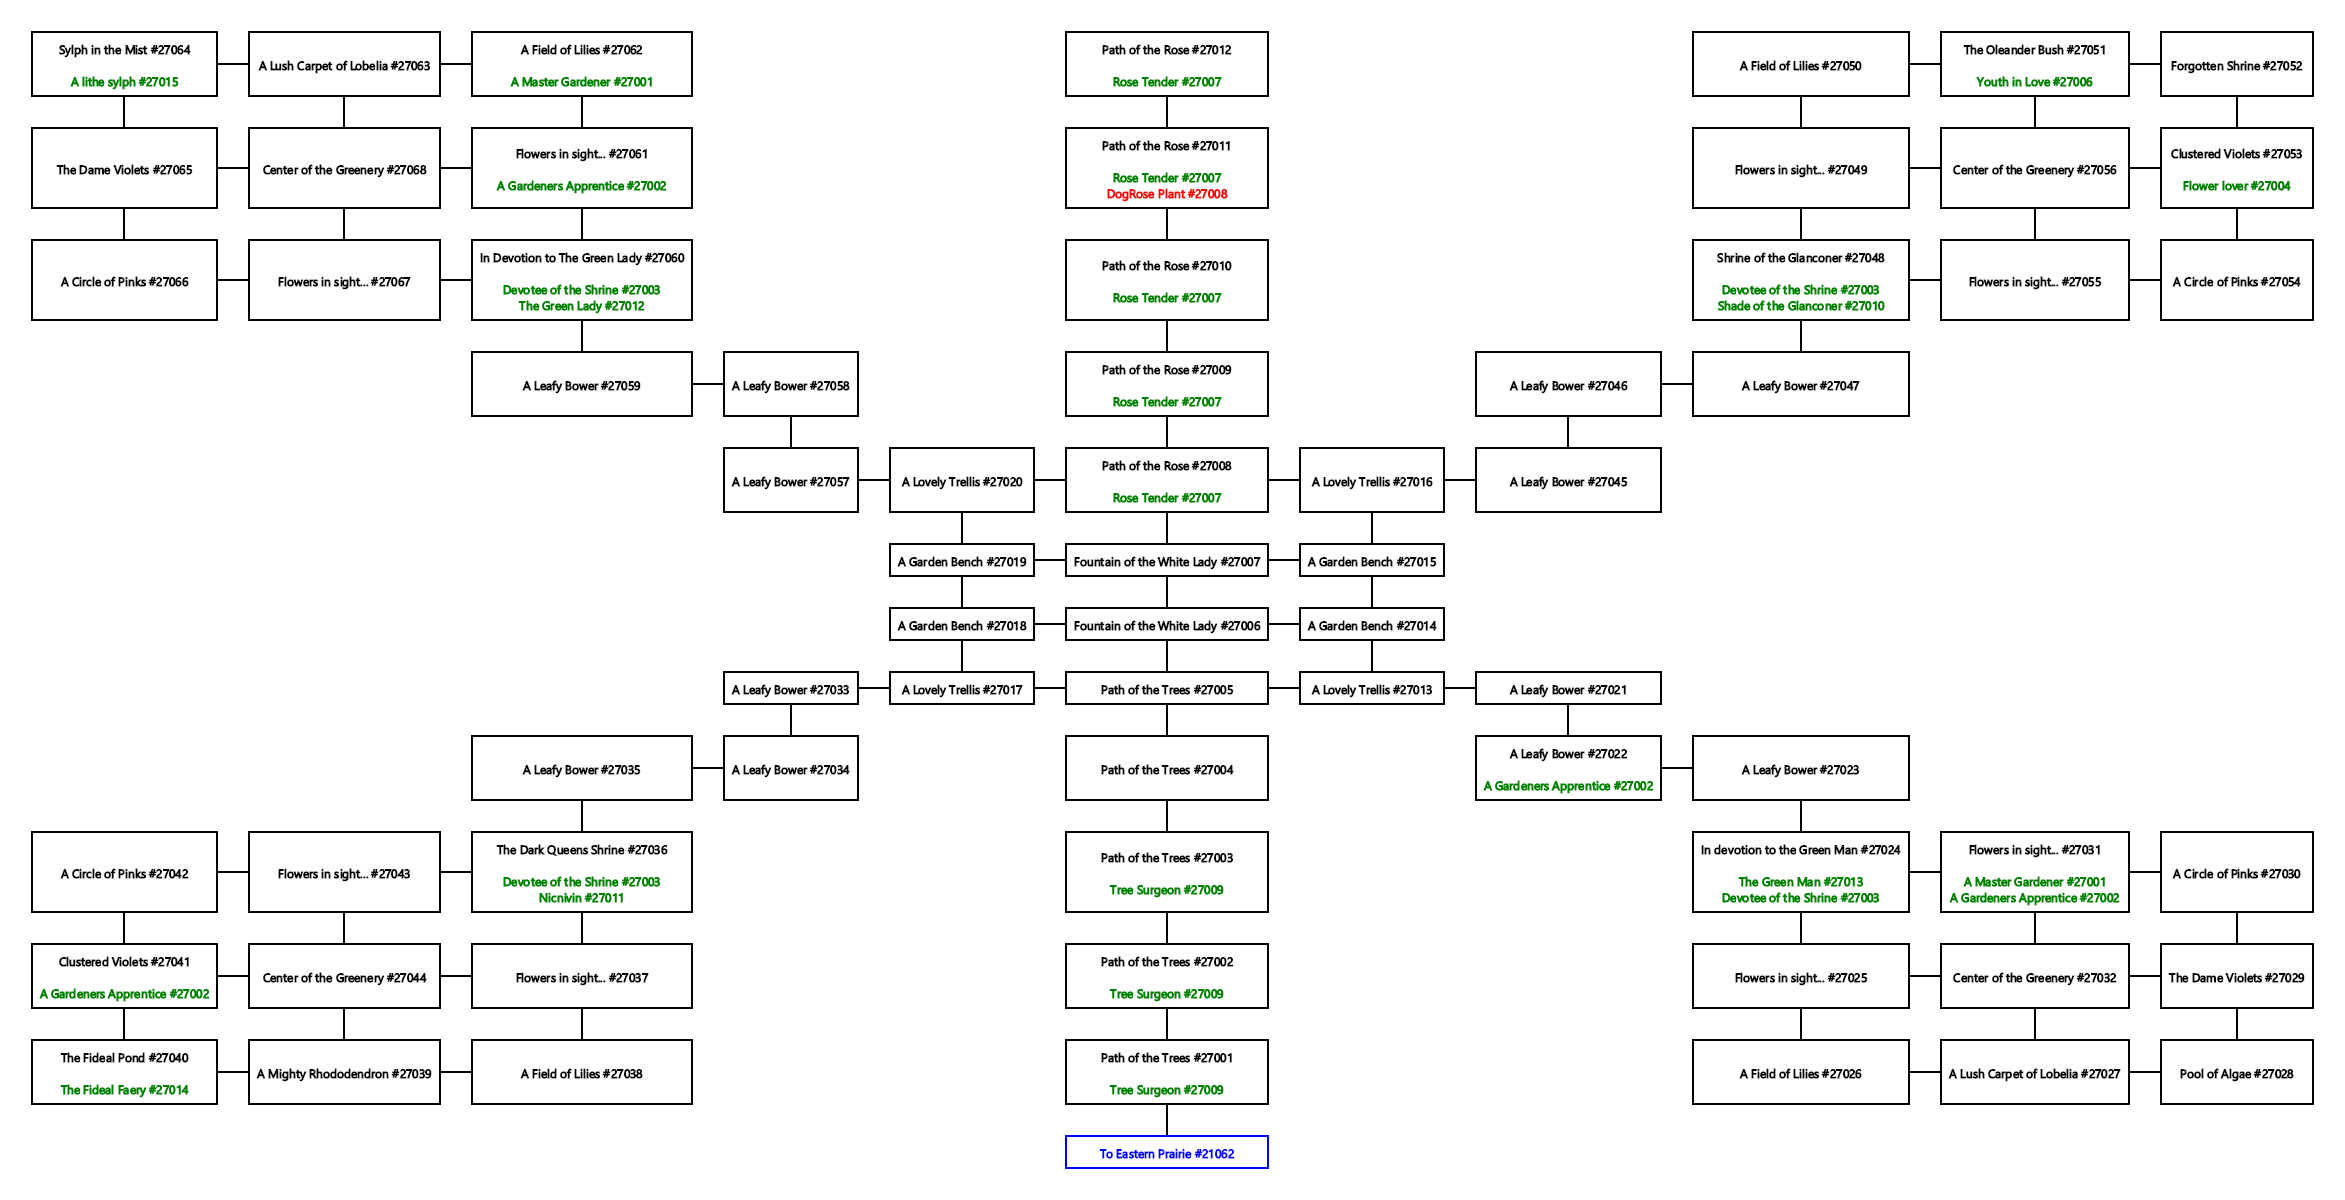 Sylph in the Mist #27064
A lithe sylph #27015
A Lush Carpet of Lobelia #27063
A Field of Lilies #27062
A Master Gardener #27001
Path of the Rose #27012
Rose Tender #27007
A Field of Lilies #27050
The Oleander Bush #27051
Youth in Love #27006
Forgotten Shrine #27052
The Dame Violets #27065
Center of the Greenery #27068
Flowers in sight... #27061
A Gardeners Apprentice #27002
Path of the Rose #27011
Rose Tender #27007
DogRose Plant #27008
Flowers in sight... #27049
Center of the Greenery #27056
Clustered Violets #27053
Flower lover #27004
A Circle of Pinks #27066
Flowers in sight... #27067
In Devotion to The Green Lady #27060
Devotee of the Shrine #27003
The Green Lady #27012
Path of the Rose #27010
Rose Tender #27007
Shrine of the Glanconer #27048
Devotee of the Shrine #27003
Shade of the Glanconer #27010
Flowers in sight... #27055
A Circle of Pinks #27054
A Leafy Bower #27059
A Leafy Bower #27058
Path of the Rose #27009
Rose Tender #27007
A Leafy Bower #27046
A Leafy Bower #27047
A Leafy Bower #27057
A Lovely Trellis #27020
Path of the Rose #27008
Rose Tender #27007
A Lovely Trellis #27016
A Leafy Bower #27045
A Garden Bench #27019
Fountain of the White Lady #27007
A Garden Bench #27015
A Garden Bench #27018
Fountain of the White Lady #27006
A Garden Bench #27014
A Leafy Bower #27033
A Lovely Trellis #27017
Path of the Trees #27005
A Lovely Trellis #27013
A Leafy Bower #27021
A Leafy Bower #27035
A Leafy Bower #27034
Path of the Trees #27004
A Leafy Bower #27022
A Gardeners Apprentice #27002
A Leafy Bower #27023
A Circle of Pinks #27042
Flowers in sight... #27043
The Dark Queens Shrine #27036
Devotee of the Shrine #27003
Nicnivin #27011
Path of the Trees #27003
Tree Surgeon #27009
In devotion to the Green Man #27024
The Green Man #27013
Devotee of the Shrine #27003
Flowers in sight... #27031
A Master Gardener #27001
A Gardeners Apprentice #27002
A Circle of Pinks #27030
Clustered Violets #27041
A Gardeners Apprentice #27002
Center of the Greenery #27044
Flowers in sight... #27037
Path of the Trees #27002
Tree Surgeon #27009
Flowers in sight... #27025
Center of the Greenery #27032
The Dame Violets #27029
The Fideal Pond #27040
The Fideal Faery #27014
A Mighty Rhododendron #27039
A Field of Lilies #27038
Path of the Trees #27001
Tree Surgeon #27009
A Field of Lilies #27026
A Lush Carpet of Lobelia #27027
Pool of Algae #27028
To Eastern Prairie #21062